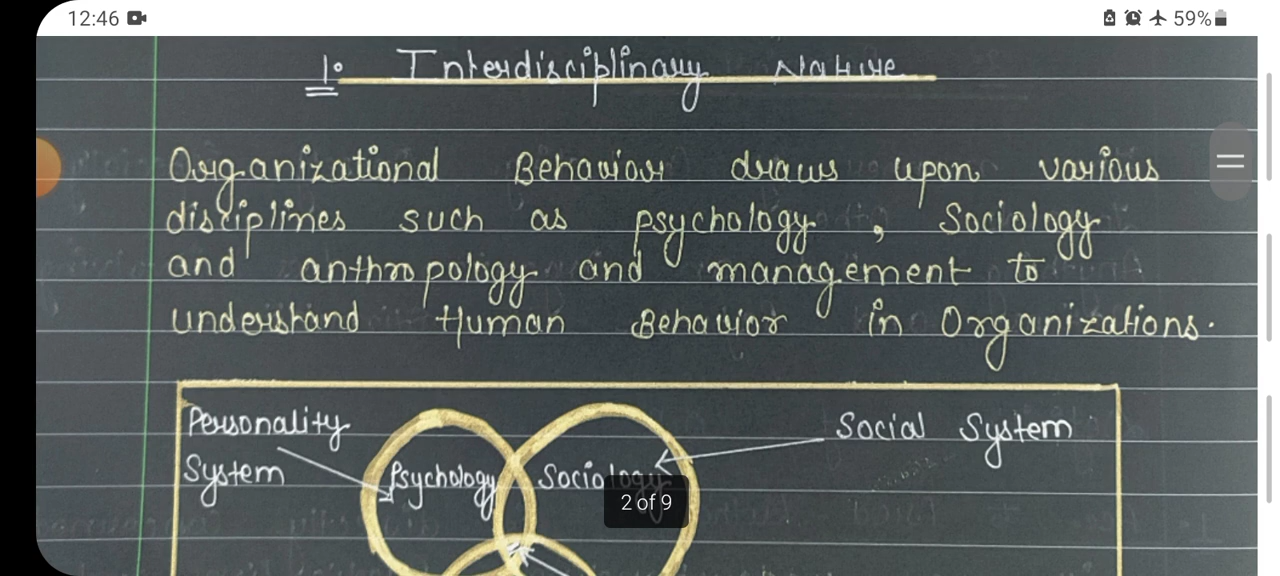 12:46
59%
1. Interdisciplinary Nature
Organizational Behaviour draws upon various
disciplines such as psychology , Sociology
and anthropology and management to
understand Human Behavior in Organizations.
Personality
System
Social System
Psychology
Sociology
2 of 9